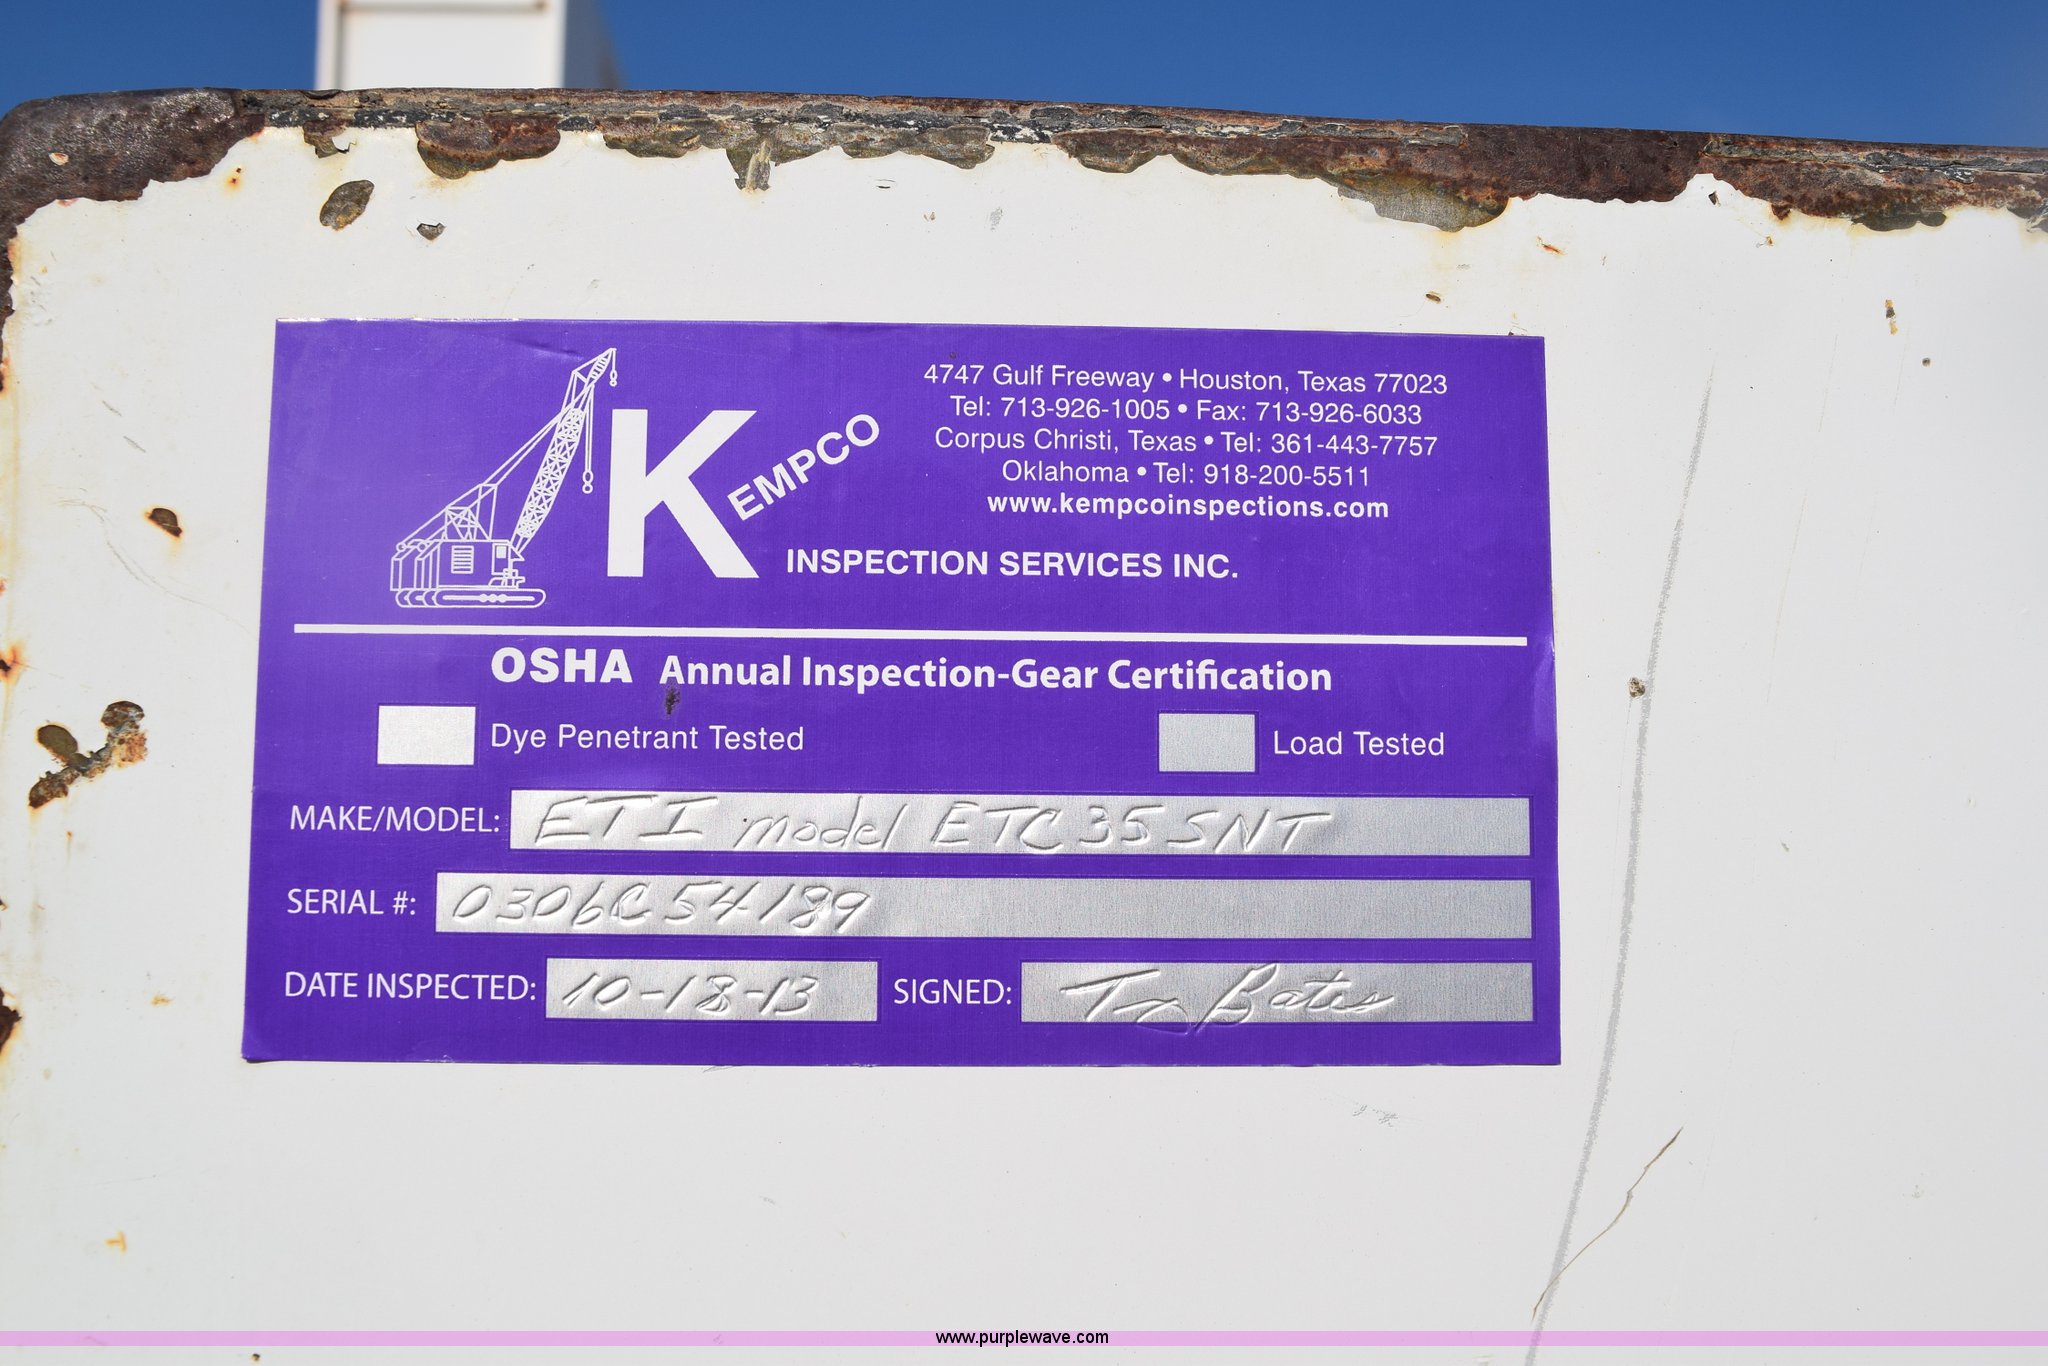 4747 Gulf Freeway • Houston, Texas 77023
Tel: 713-926-1005 • Fax: 713-926-6033
Corpus Christi, Texas • Tel: 361-443-7757
Oklahoma • Tel: 918-200-5511
www.kempcoinspections.com
KEMPCO
INSPECTION SERVICES INC.
OSHA Annual Inspection-Gear Certification
Dye Penetrant Tested Load Tested
MAKE/MODEL: ETI model ETC35SNT
SERIAL #: 0306C54189
DATE INSPECTED: 10-18-13 SIGNED: Bates
www.purplewave.com